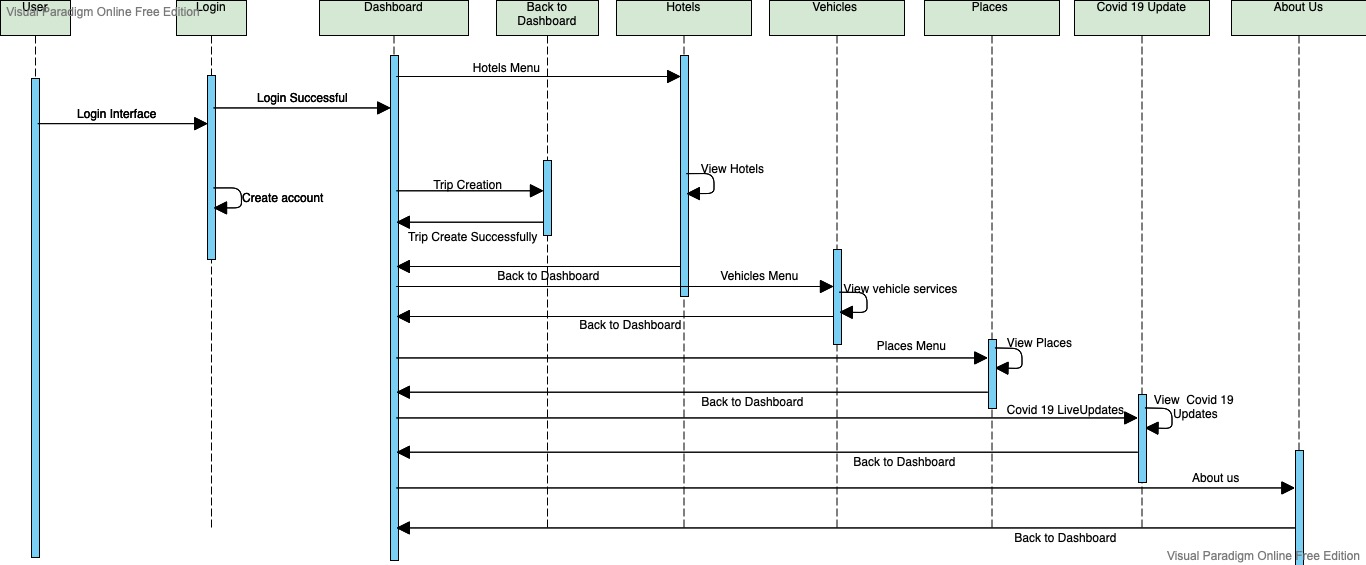 User
Visual Paradigm Online Free Edition
Login
Dashboard
Back to
Dashboard
Hotels
Vehicles
Places
Covid 19 Update
About Us
Hotels Menu
Login Successful
Login Interface
View Hotels
Trip Creation
Create account
Trip Create Successfully
Back to Dashboard
Vehicles Menu
View vehicle services
Back to Dashboard
Places Menu
View Places
Back to Dashboard
Covid 19 LiveUpdates
View Covid 19
Updates
Back to Dashboard
About us
Back to Dashboard
Visual Paradigm Online Free Edition